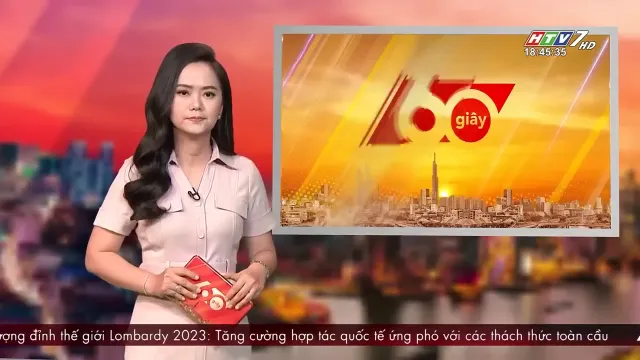 HTV7 HD
18:45:35
60 giây
60
ượng đỉnh thế giới Lombardy 2023: Tăng cường hợp tác quốc tế ứng phó với các thách thức toàn cầu